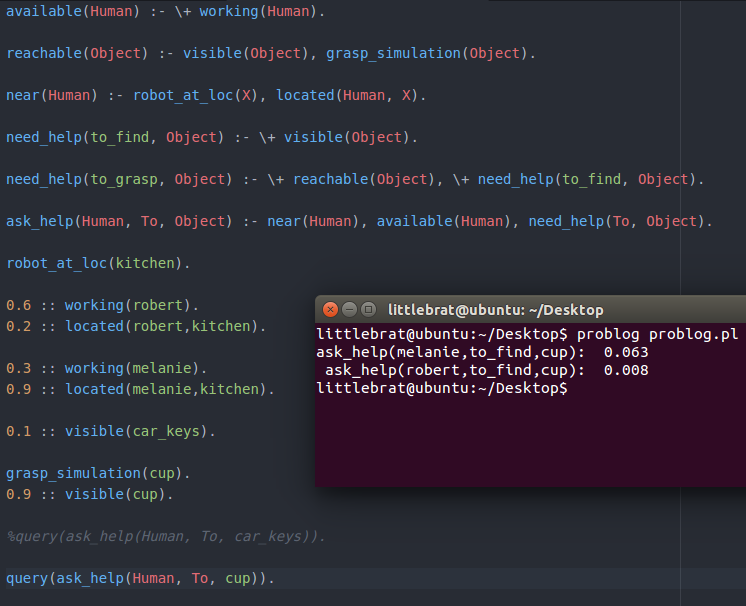 available(Human) :- \+ working(Human).
reachable(Object) :- visible(Object), grasp_simulation(Object).
near(Human) :- robot_at_loc(X), located(Human, X).
need_help(to_find, Object) :- \+ visible(Object).
need_help(to_grasp, Object) :- \+ reachable(Object), \+ need_help(to_find, Object).
ask_help(Human, To, Object) :- near(Human), available(Human), need_help(To, Object).
robot_at_loc(kitchen).
0.6 :: working(robert).
0.2 :: located(robert,kitchen).
0.3 :: working(melanie).
0.9 :: located(melanie,kitchen).
0.1 :: visible(car_keys).
grasp_simulation(cup).
0.9 :: visible(cup).
%query(ask_help(Human, To, car_keys)).
query(ask_help(Human, To, cup)).
littlebrat@ubuntu: ~/Desktop
littlebrat@ubuntu:~/Desktop$ problog problog.pl
ask_help(melanie,to_find,cup):  0.063
 ask_help(robert,to_find,cup):  0.008
littlebrat@ubuntu:~/Desktop$